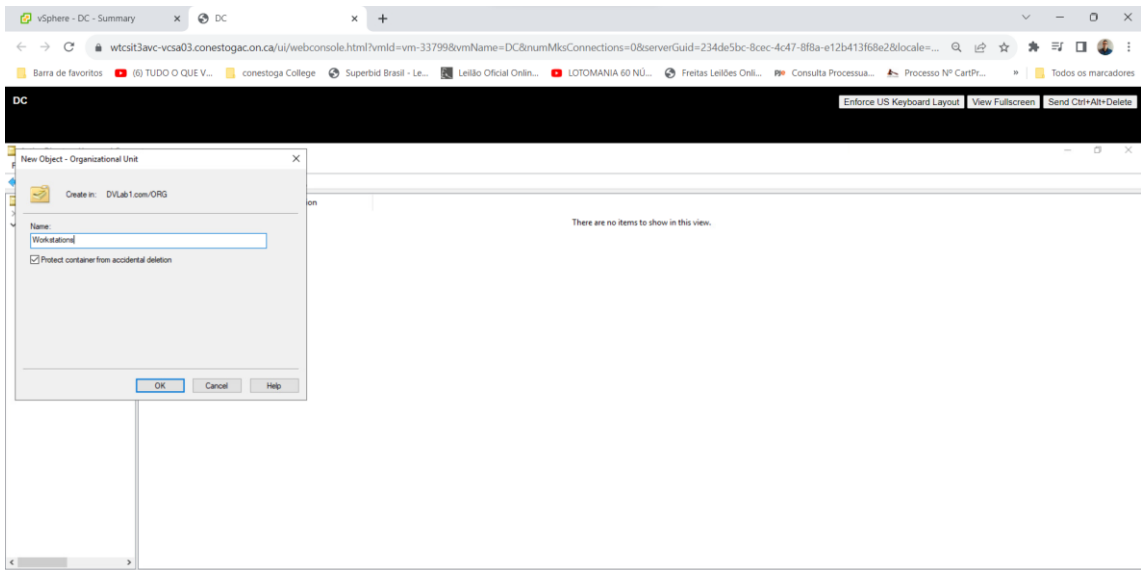 vSphere - DC - Summary
DC
wtcsit3avc-vcsa03.conestogac.on.ca/ui/webconsole.html?vmId=vm-33799&vmName=DC&numMksConnections=0&serverGuid=234de5bc-8cec-4c47-8f8a-e12b413f68e2&locale=...
Barra de favoritos (6) TUDO O QUE V... conestoga College Superbid Brasil - Le... Leilão Oficial Onlin... LOTOMANIA 60 NÚ... Freitas Leilões Onli... Consulta Processua... Processo Nº CartPr... » Todos os marcadores
DC Enforce US Keyboard Layout View Fullscreen Send Ctrl+Alt+Delete
New Object - Organizational Unit
Create in: DVLab1.com/ORG
on
There are no items to show in this view.
Name:
Workstations
Protect container from accidental deletion
OK Cancel Help